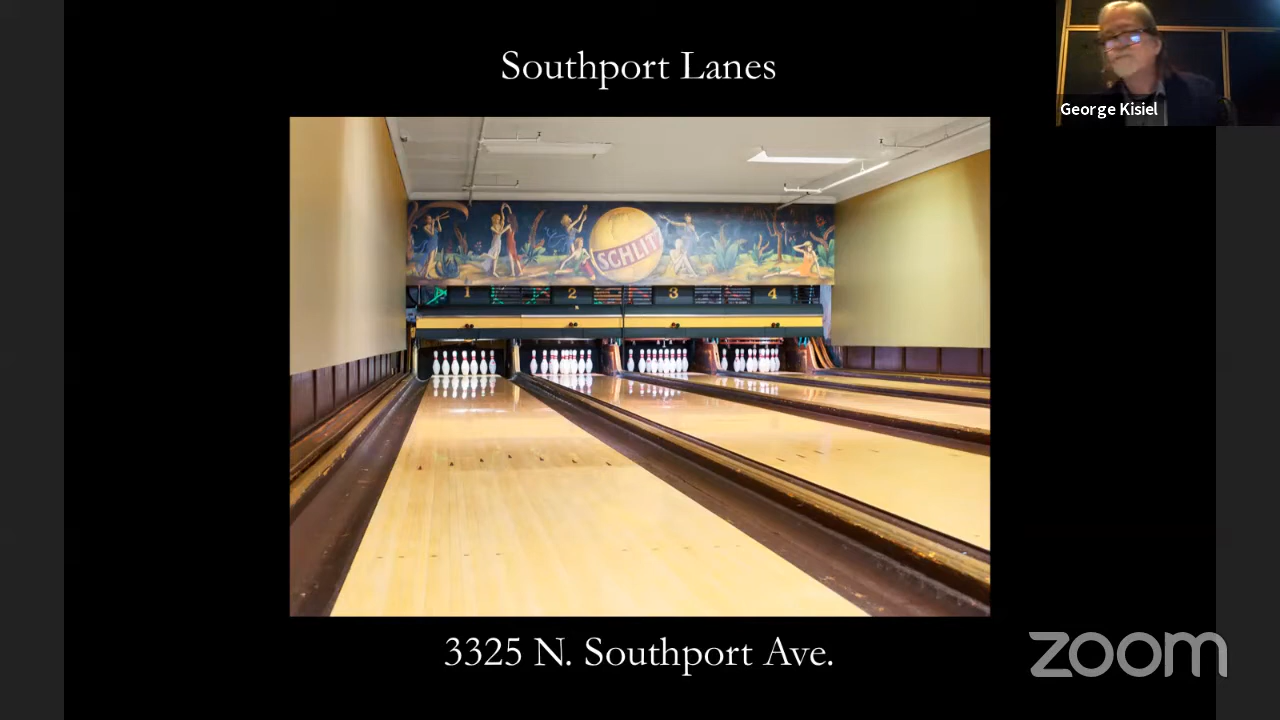 Southport Lanes
George Kisiel
SCHLITZ
1 2 3 4
3325 N. Southport Ave.
zoom